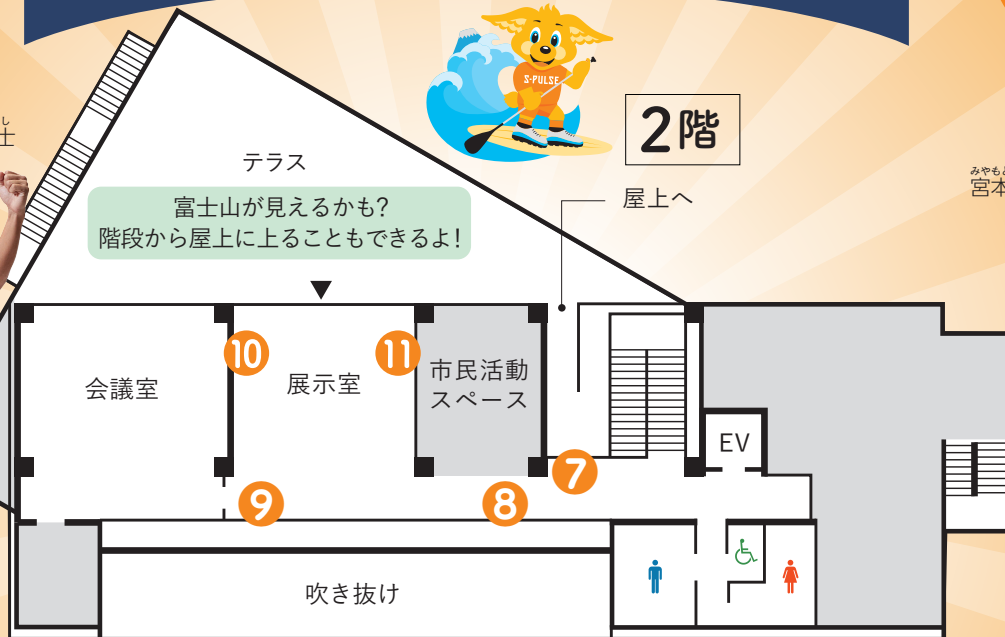 S-PULSE
2階
士
し
テラス
屋上へ
みやもと
宮本
富士山が見えるかも?
階段から屋上に上ることもできるよ!
10
11
会議室
展示室
市民活動
スペース
EV
7
8
9
吹き抜け